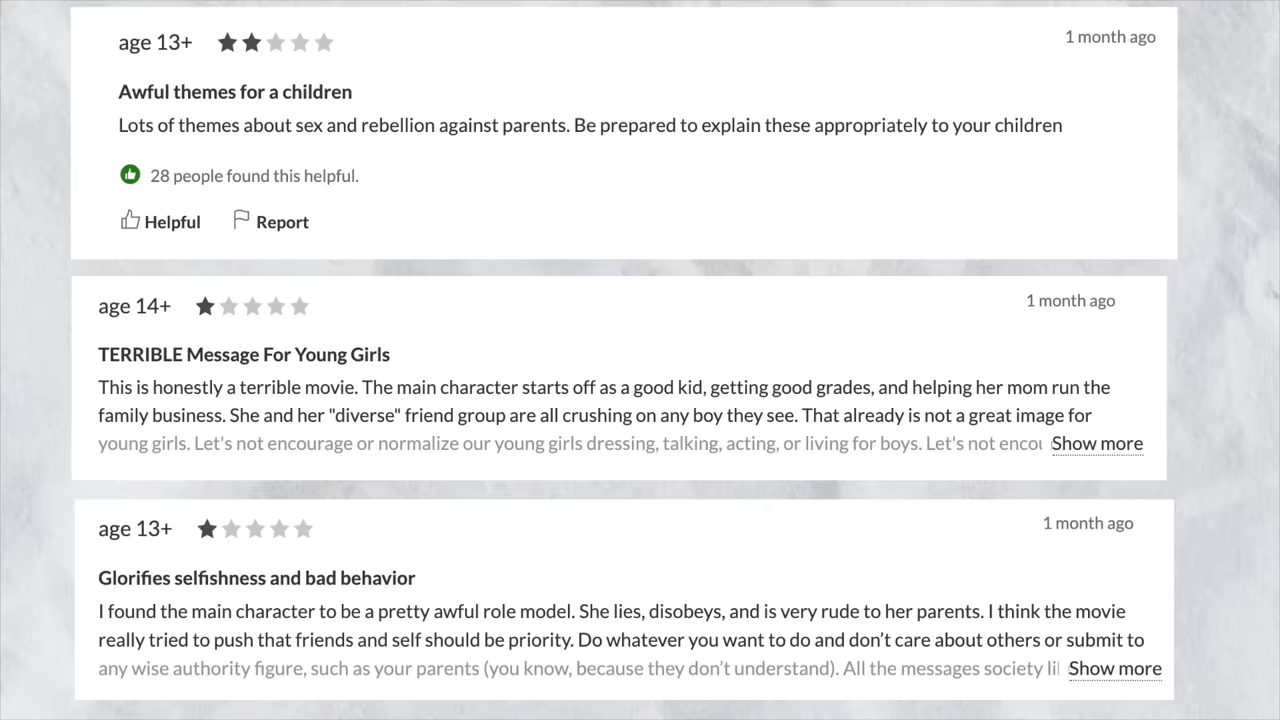 age 13+
1 month ago
Awful themes for a children
Lots of themes about sex and rebellion against parents. Be prepared to explain these appropriately to your children
28 people found this helpful.
Helpful Report
age 14+
1 month ago
TERRIBLE Message For Young Girls
This is honestly a terrible movie. The main character starts off as a good kid, getting good grades, and helping her mom run the
family business. She and her "diverse" friend group are all crushing on any boy they see. That already is not a great image for
young girls. Let's not encourage or normalize our young girls dressing, talking, acting, or living for boys. Let's not encou Show more
age 13+
1 month ago
Glorifies selfishness and bad behavior
I found the main character to be a pretty awful role model. She lies, disobeys, and is very rude to her parents. I think the movie
really tried to push that friends and self should be priority. Do whatever you want to do and don’t care about others or submit to
any wise authority figure, such as your parents (you know, because they don’t understand). All the messages society li Show more